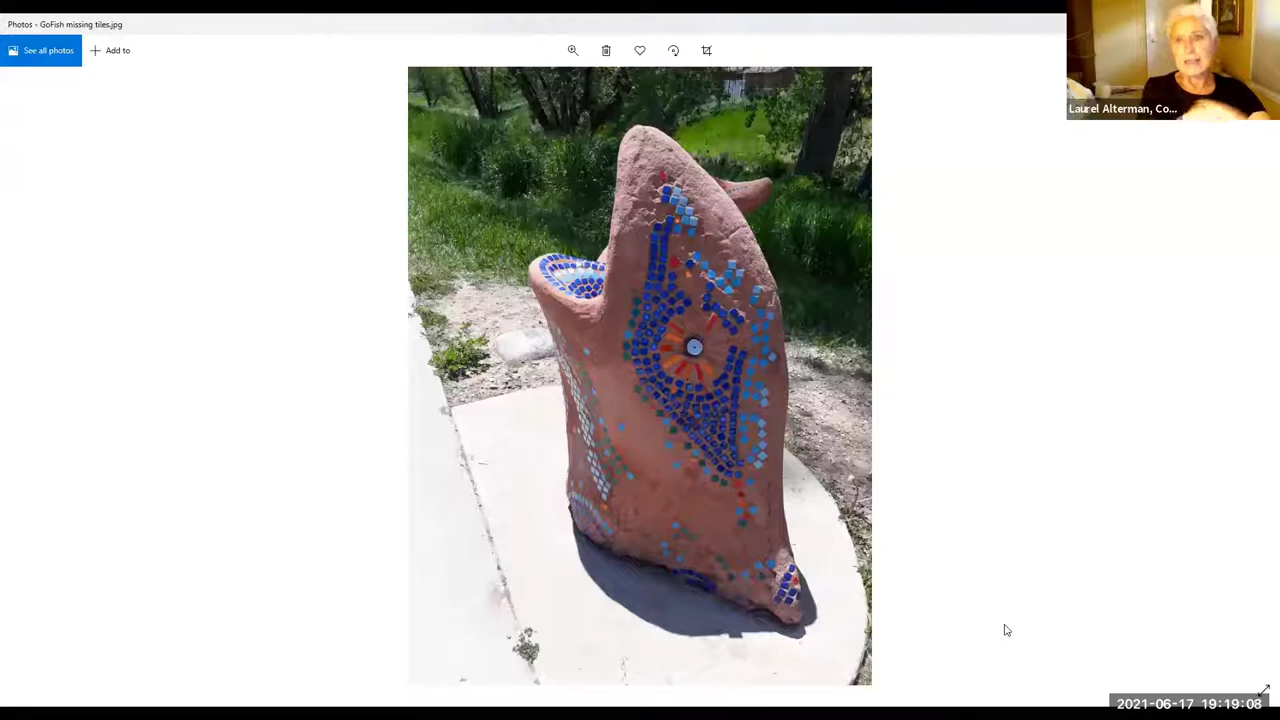 Photos - GoFish missing tiles.jpg
See all photos
Add to
Laurel Alterman, Co...
2021-06-17 19:19:08